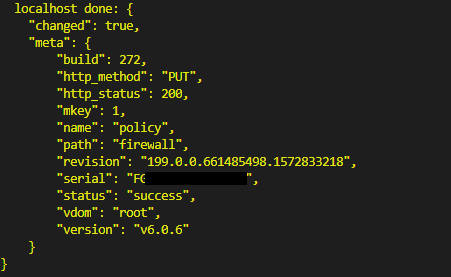 localhost done: {
"changed": true,
"meta": {
"build": 272,
"http_method": "PUT",
"http_status": 200,
"mkey": 1,
"name": "policy",
"path": "firewall",
"revision": "199.0.0.661485498.1572833218",
"serial": "FG",
"status": "success",
"vdom": "root",
"version": "v6.0.6"
}
}